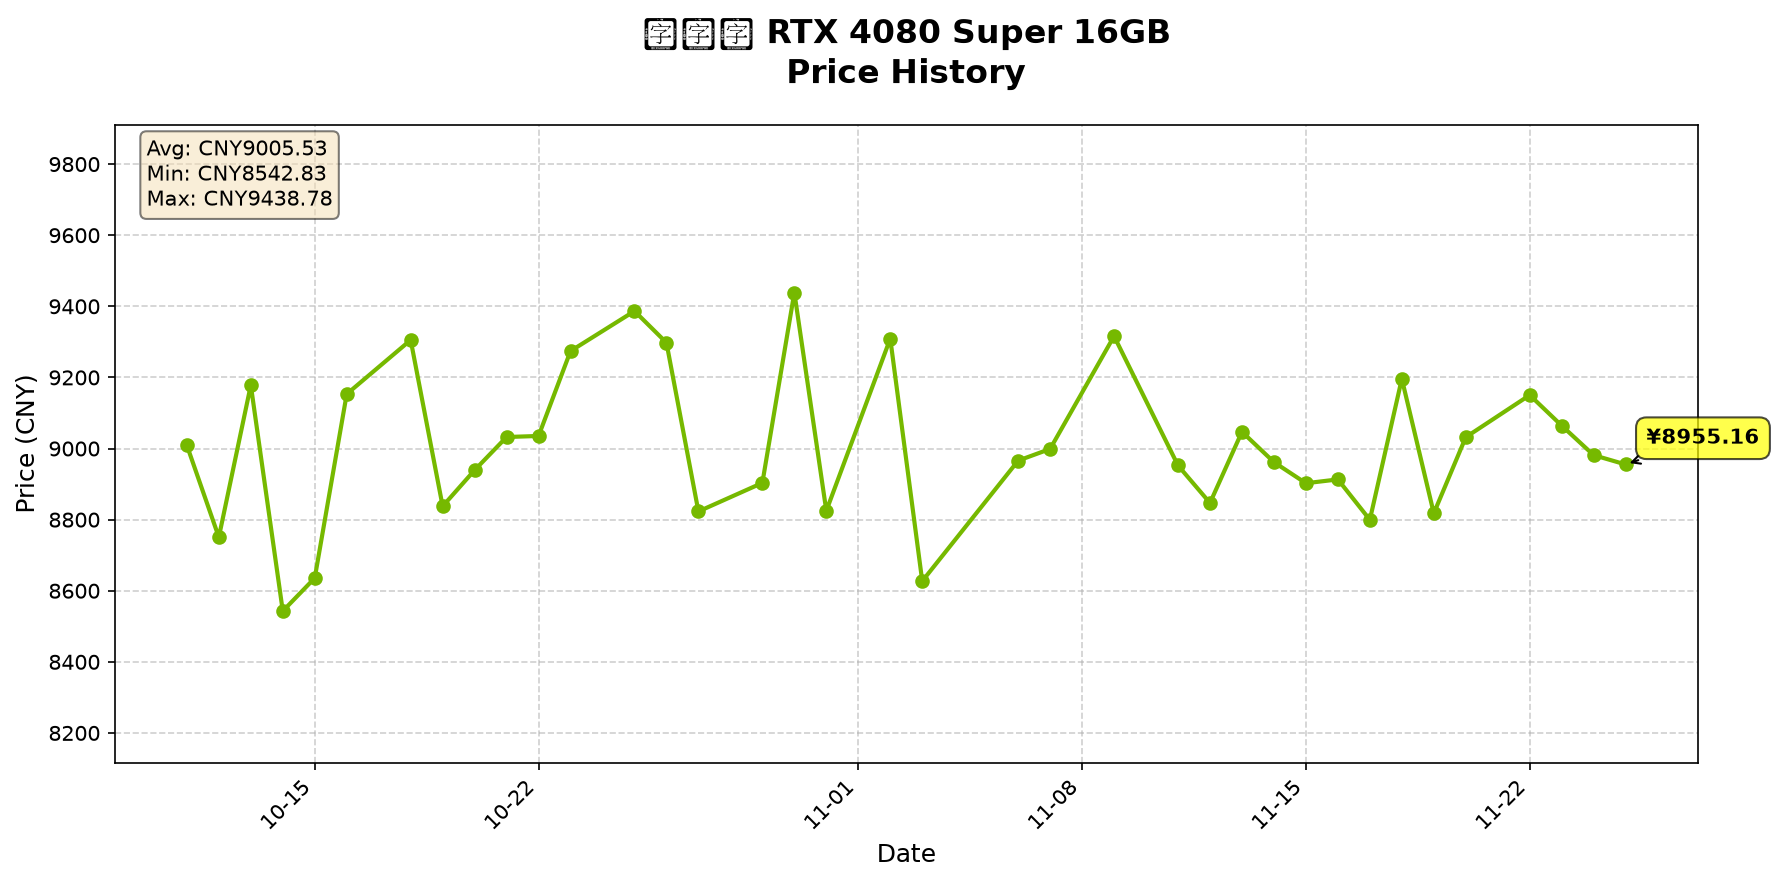 RTX 4080 Super 16GB
Price History
Avg: CNY9005.53
Min: CNY8542.83
Max: CNY9438.78
9800
9600
9400
9200
9000
8800
8600
8400
8200
Price (CNY)
¥8955.16
10-15
10-22
11-01
11-08
11-15
11-22
Date